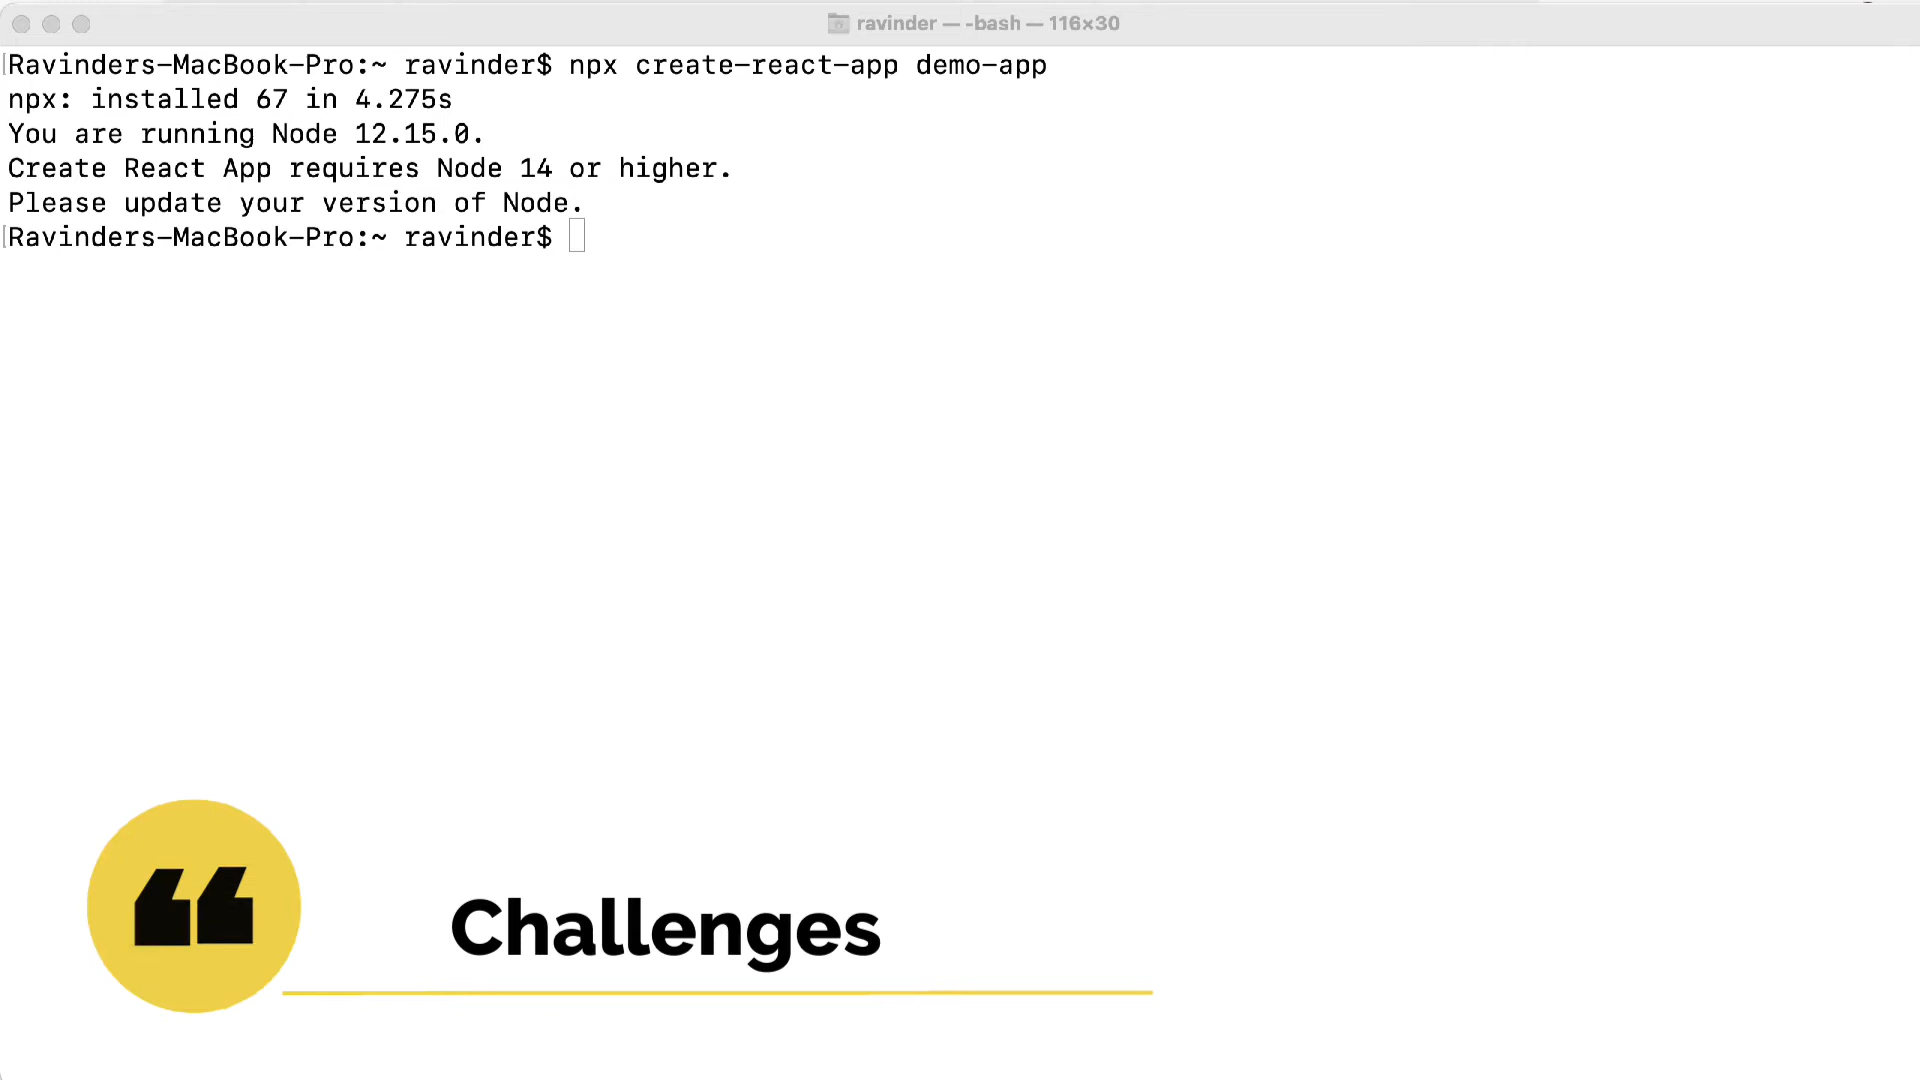 ravinder — -bash — 116×30
Ravinders-MacBook-Pro:~ ravinder$ npx create-react-app demo-app
npx: installed 67 in 4.275s
You are running Node 12.15.0.
Create React App requires Node 14 or higher.
Please update your version of Node.
Ravinders-MacBook-Pro:~ ravinder$
Challenges